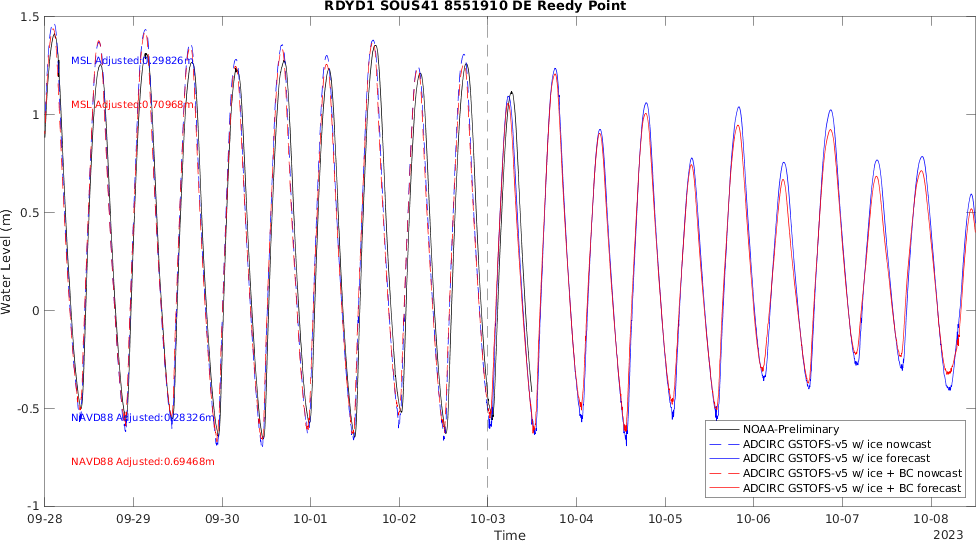 RDYD1 SOUS41 8551910 DE Reedy Point
Water Level (m)
1.5
1
0.5
0
-0.5
-1
MSL Adjusted:0.29826m
MSL Adjusted:0.70968m
NAVD88 Adjusted:0.28326m
NAVD88 Adjusted:0.69468m
NOAA-Preliminary
ADCIRC GSTOFS-v5 w/ ice nowcast
ADCIRC GSTOFS-v5 w/ ice forecast
ADCIRC GSTOFS-v5 w/ ice + BC nowcast
ADCIRC GSTOFS-v5 w/ ice + BC forecast
09-28 09-29 09-30 10-01 10-02 10-03 10-04 10-05 10-06 10-07 10-08
2023
Time